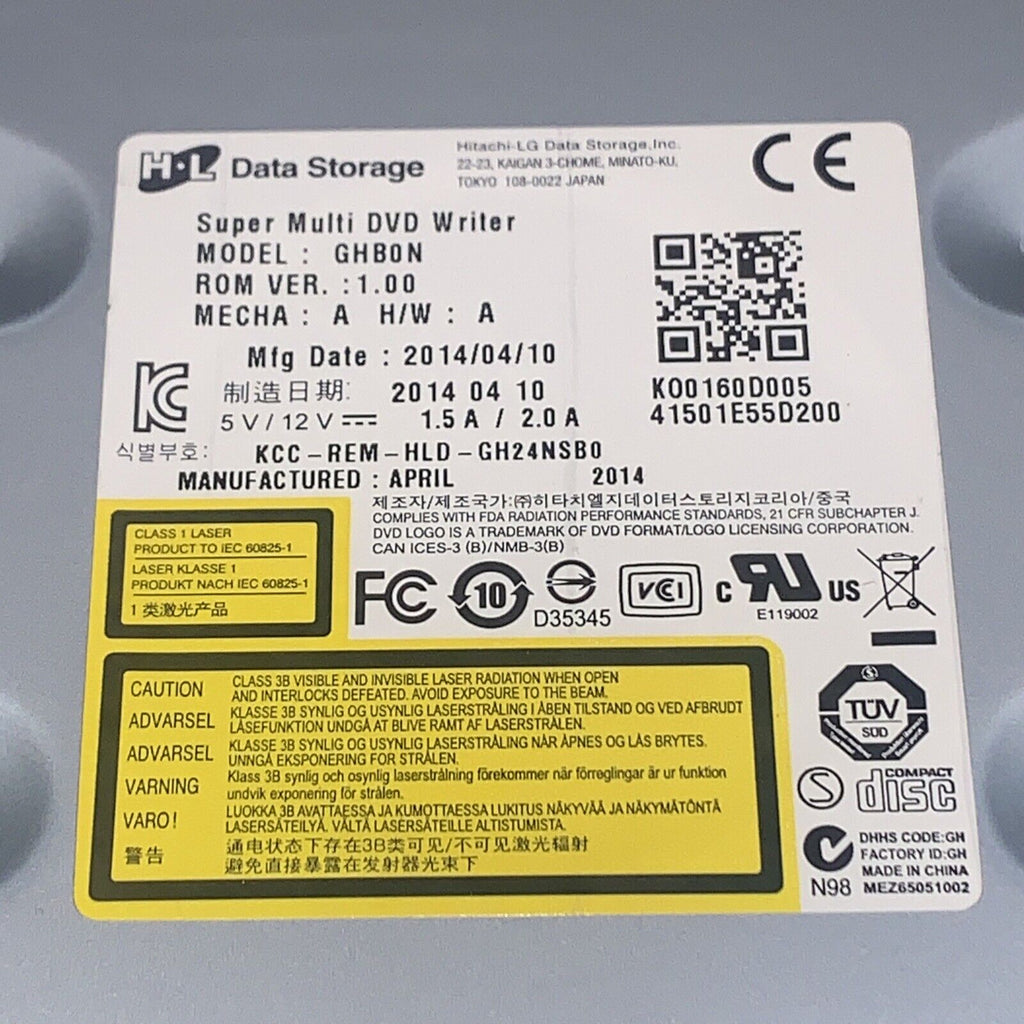 H·L Data Storage
Hitachi-LG Data Storage,Inc.
22-23, KAIGAN 3-CHOME, MINATO-KU,
TOKYO 108-0022 JAPAN
CE
Super Multi DVD Writer
MODEL : GHB0N
ROM VER. :1.00
MECHA : A H/W : A
Mfg Date : 2014/04/10
制造日期: 2014 04 10
5 V / 12 V 1.5 A / 2.0 A
K00160D005
41501E55D200
식별부호: KCC-REM-HLD-GH24NSB0
MANUFACTURED : APRIL 2014
제조자/제조국가:㈜히타치엘지데이터스토리지코리아/중국
COMPLIES WITH FDA RADIATION PERFORMANCE STANDARDS, 21 CFR SUBCHAPTER J.
DVD LOGO IS A TRADEMARK OF DVD FORMAT/LOGO LICENSING CORPORATION.
CAN ICES-3 (B)/NMB-3(B)
CLASS 1 LASER
PRODUCT TO IEC 60825-1
LASER KLASSE 1
PRODUKT NACH IEC 60825-1
1 类激光产品
FC 10 D35345 VCI C RU US
E119002
CAUTION CLASS 3B VISIBLE AND INVISIBLE LASER RADIATION WHEN OPEN
AND INTERLOCKS DEFEATED. AVOID EXPOSURE TO THE BEAM.
ADVARSEL KLASSE 3B SYNLIG OG USYNLIG LASERSTRÅLING I ÅBEN TILSTAND OG VED AFBRUDT
LÅSEFUNKTION UNDGÅ AT BLIVE RAMT AF LASERSTRÅLEN.
ADVARSEL KLASSE 3B SYNLIG OG USYNLIG LASERSTRÅLING NÅR ÅPNES OG LÅS BRYTES.
UNNGÅ EKSPONERING FOR STRÅLEN.
VARNING Klass 3B synlig och osynlig laserstrålning förekommer när förreglingar är ur funktion
undvik exponering för strålen.
VARO! LUOKKA 3B AVATTAESSA JA KUMOTTAESSA LUKITUS NÄKYVÄÄ JA NÄKYMÄTÖNTÄ
LASERSÄTEILYÄ. VÄLTÄ LASERSÄTEILLE ALTISTUMISTA.
警告 通电状态下存在3B类可见/不可见激光辐射
避免直接暴露在发射器光束下
TÜV
SÜD
S COMPACT
disc
N98
DHHS CODE:GH
FACTORY ID:GH
MADE IN CHINA
MEZ65051002